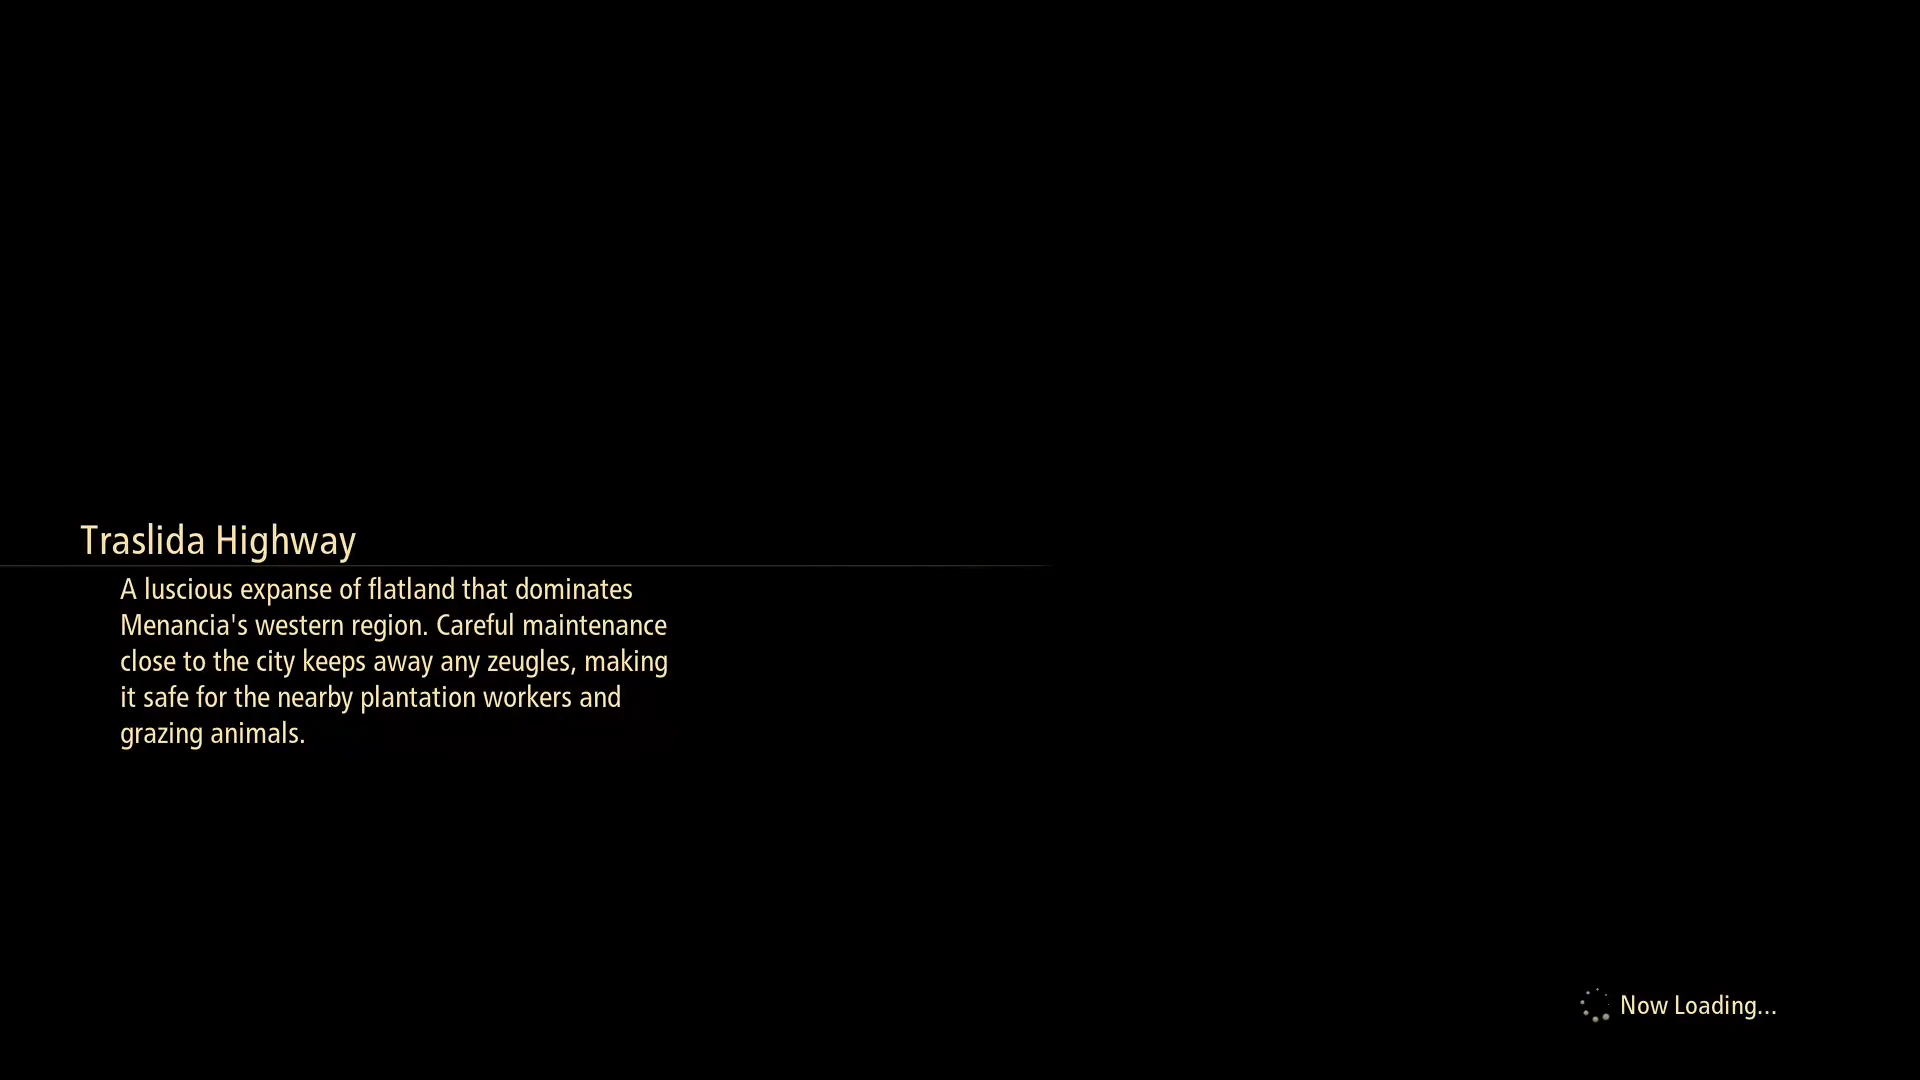 Traslida Highway
A luscious expanse of flatland that dominates
Menancia's western region. Careful maintenance
close to the city keeps away any zeugles, making
it safe for the nearby plantation workers and
grazing animals.
Now Loading...